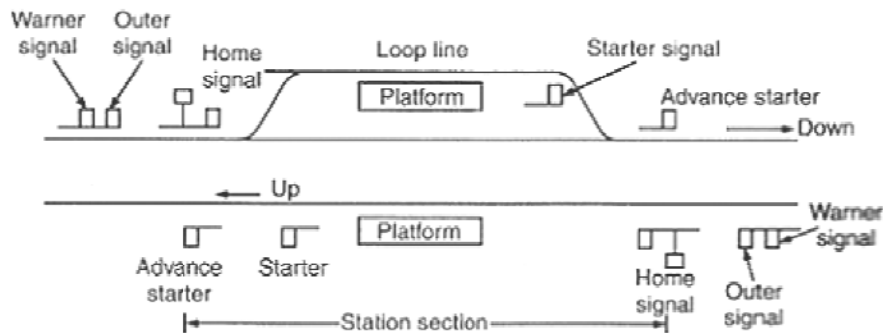 Warner
signal
Outer
signal
Home
signal
Loop line
Starter signal
Platform
Advance starter
Down
Up
Platform
Warner
signal
Advance
starter
Starter
Home
signal
Outer
signal
Station section